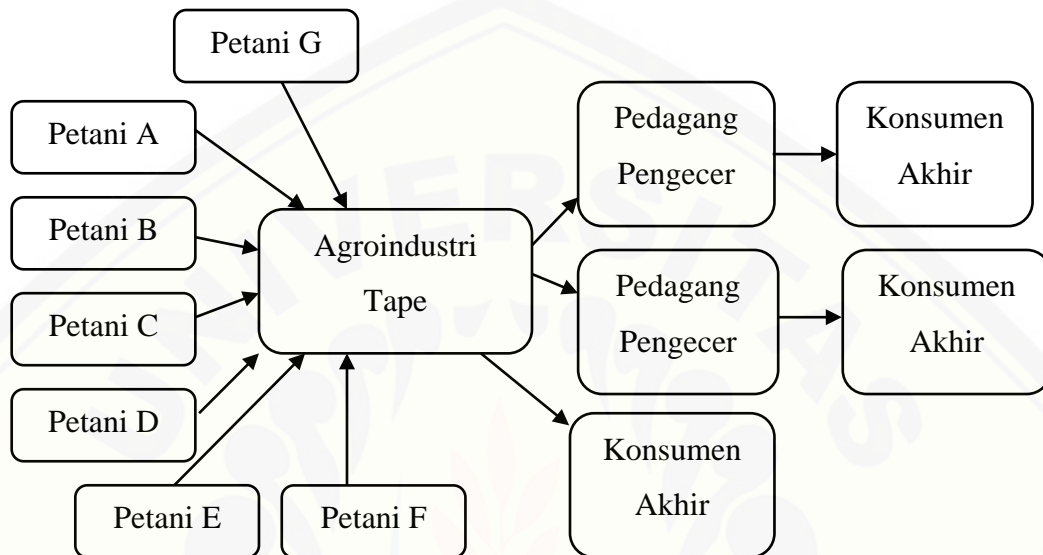 Petani G
Petani A
Petani B
Petani C
Petani D
Petani E
Petani F
Agroindustri
Tape
Pedagang
Pengecer
Konsumen
Akhir
Pedagang
Pengecer
Konsumen
Akhir
Konsumen
Akhir
UNIVERSITAS